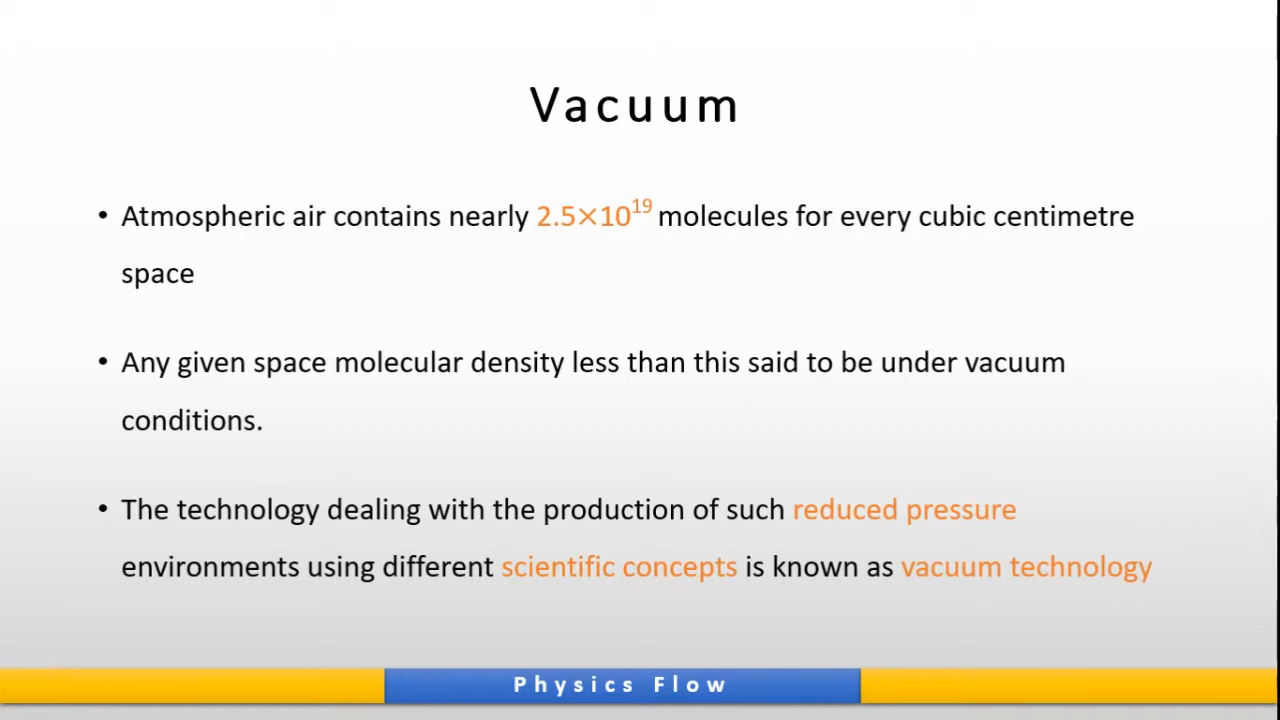 Vacuum
• Atmospheric air contains nearly 2.5×10¹⁹ molecules for every cubic centimetre
space
• Any given space molecular density less than this said to be under vacuum
conditions.
• The technology dealing with the production of such reduced pressure
environments using different scientific concepts is known as vacuum technology
Physics Flow